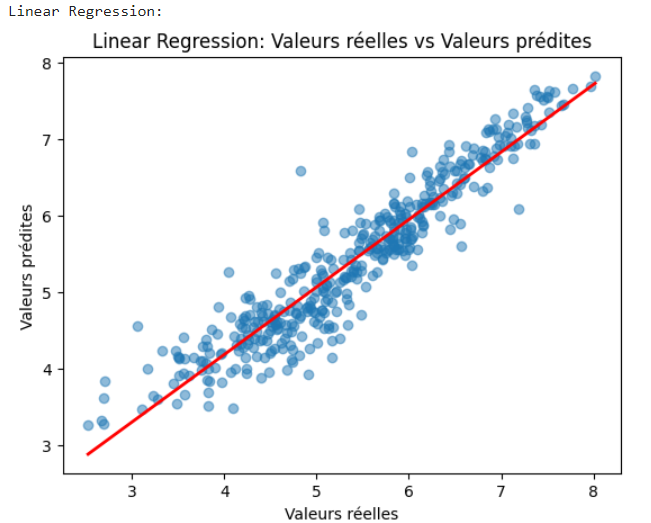 Linear Regression:
Linear Regression: Valeurs réelles vs Valeurs prédites
8
7
6
5
4
3
Valeurs prédites
3 4 5 6 7 8
Valeurs réelles